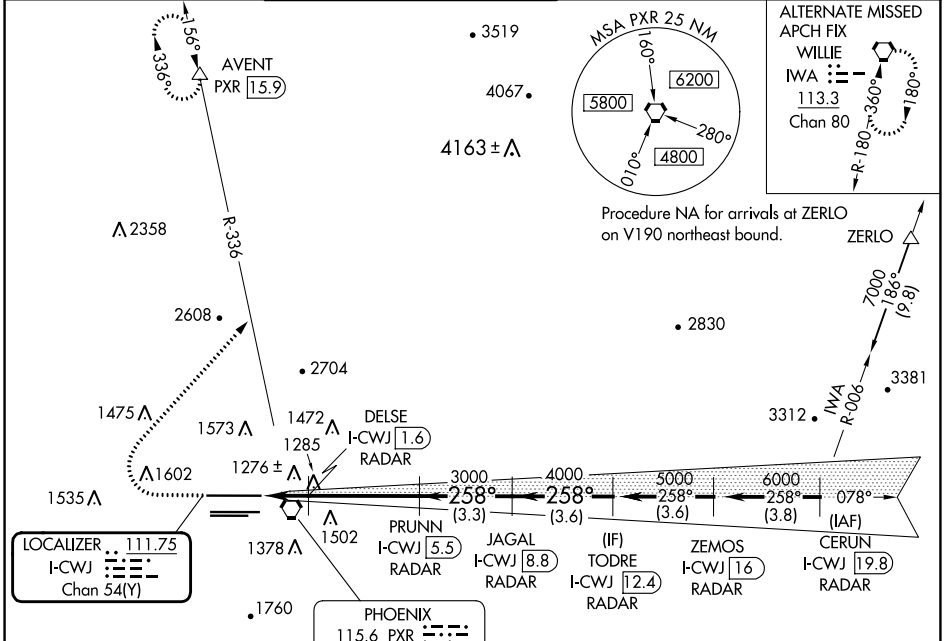 156°
336°
AVENT
PXR 15.9
3519
4067
4163 ±
MSA PXR 25 NM
160°
6200
5800
280°
010°
4800
ALTERNATE MISSED
APCH FIX
WILLIE
IWA
113.3
Chan 80
360°
180°
R-180
Procedure NA for arrivals at ZERLO
on V190 northeast bound.
ZERLO
7000
186°
(9.8)
IWA
R-006
3381
3312
2830
2358
R-336
2608
2704
1475
1573
1472
1285
1276 ±
DELSE
I-CWJ 1.6
RADAR
1602
1535
3000
258°
(3.3)
4000
258°
(3.6)
5000
258°
(3.6)
6000
258°
(3.8)
078°
LOCALIZER 111.75
I-CWJ
Chan 54(Y)
1378
1502
PRUNN
I-CWJ 5.5
RADAR
JAGAL
I-CWJ 8.8
RADAR
(IF)
TODRE
I-CWJ 12.4
RADAR
ZEMOS
I-CWJ 16
RADAR
(IAF)
CERUN
I-CWJ 19.8
RADAR
1760
PHOENIX
115.6 PXR